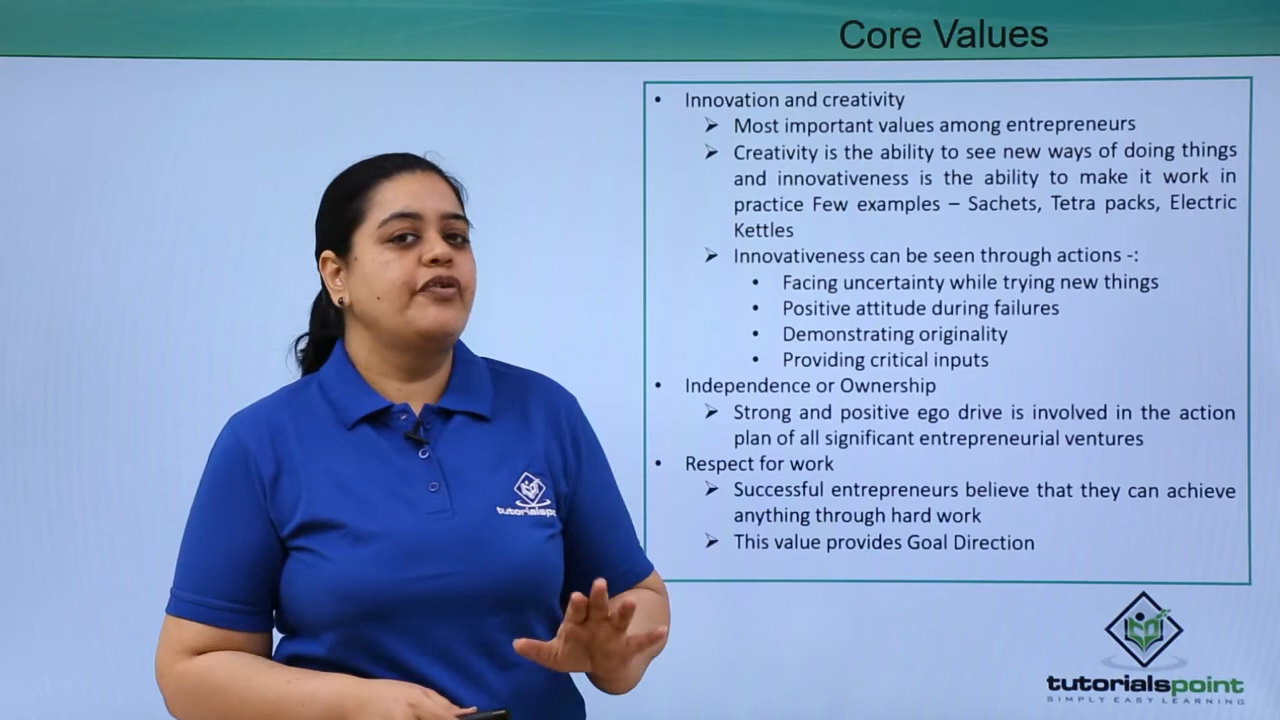 Core Values
• Innovation and creativity
➢ Most important values among entrepreneurs
➢ Creativity is the ability to see new ways of doing things
and innovativeness is the ability to make it work in
practice Few examples – Sachets, Tetra packs, Electric
Kettles
➢ Innovativeness can be seen through actions -:
• Facing uncertainty while trying new things
• Positive attitude during failures
• Demonstrating originality
• Providing critical inputs
• Independence or Ownership
➢ Strong and positive ego drive is involved in the action
plan of all significant entrepreneurial ventures
• Respect for work
➢ Successful entrepreneurs believe that they can achieve
anything through hard work
➢ This value provides Goal Direction
tutorialspo
tutorialspoint
SIMPLY EASY LEARNING